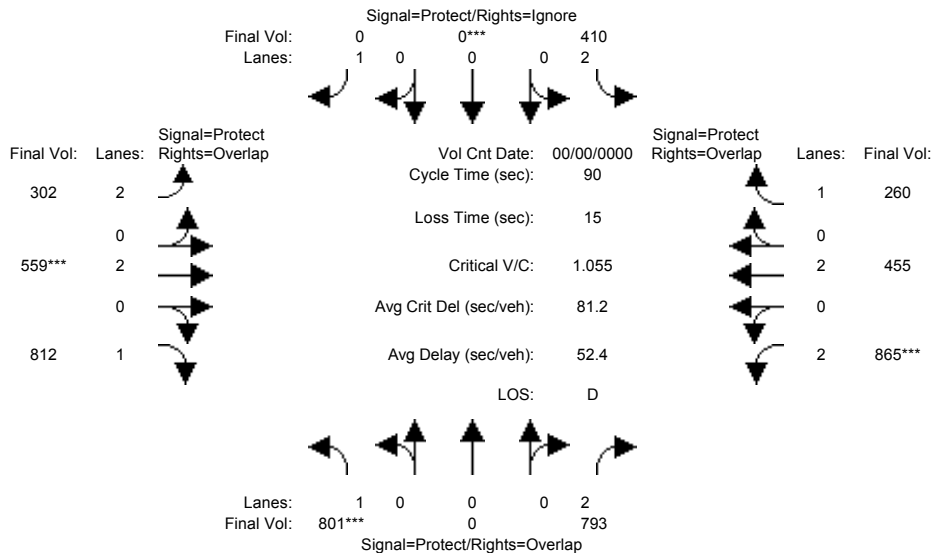 Signal=Protect/Rights=Ignore
Final Vol: 0 0*** 410
Lanes: 1 0 0 0 2
Signal=Protect Signal=Protect
Final Vol: Lanes: Rights=Overlap Vol Cnt Date: 00/00/0000 Rights=Overlap Lanes: Final Vol:
Cycle Time (sec): 90
302 2 1 260
Loss Time (sec): 15
0 0
559*** 2 Critical V/C: 1.055 2 455
0 Avg Crit Del (sec/veh): 81.2 0
812 1 Avg Delay (sec/veh): 52.4 2 865***
LOS: D
Lanes: 1 0 0 0 2
Final Vol: 801*** 0 793
Signal=Protect/Rights=Overlap